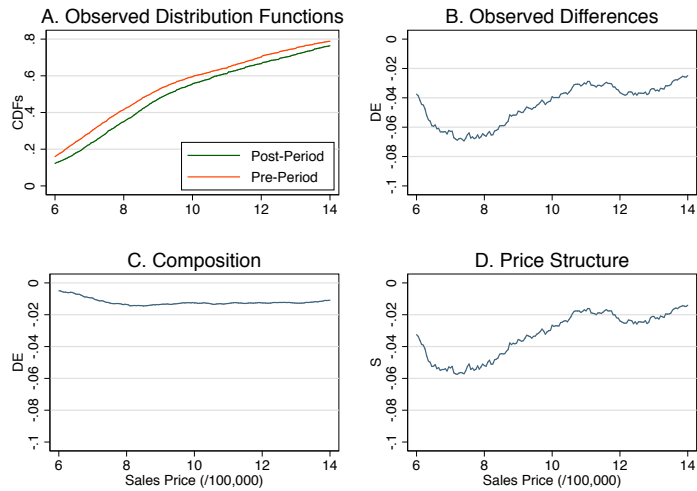 A. Observed Distribution Functions
CDFs
.8
.6
.4
.2
0
Post-Period
Pre-Period
6 8 10 12 14
B. Observed Differences
DE
0
-.02
-.04
-.06
-.08
-.1
6 8 10 12 14
C. Composition
DE
0
-.02
-.04
-.06
-.08
-.1
6 8 10 12 14
Sales Price (/100,000)
D. Price Structure
S
0
-.02
-.04
-.06
-.08
-.1
6 8 10 12 14
Sales Price (/100,000)